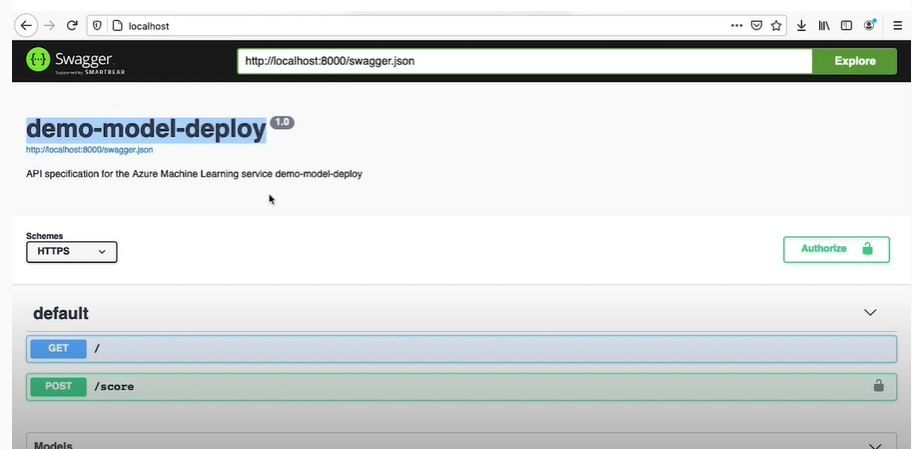 localhost
Swagger.
Supported by SMARTBEAR
http://localhost:8000/swagger.json
Explore
demo-model-deploy 1.0
http://localhost:8000/swagger.json
API specification for the Azure Machine Learning service demo-model-deploy
Schemes
HTTPS
Authorize
default
GET /
POST /score
Models